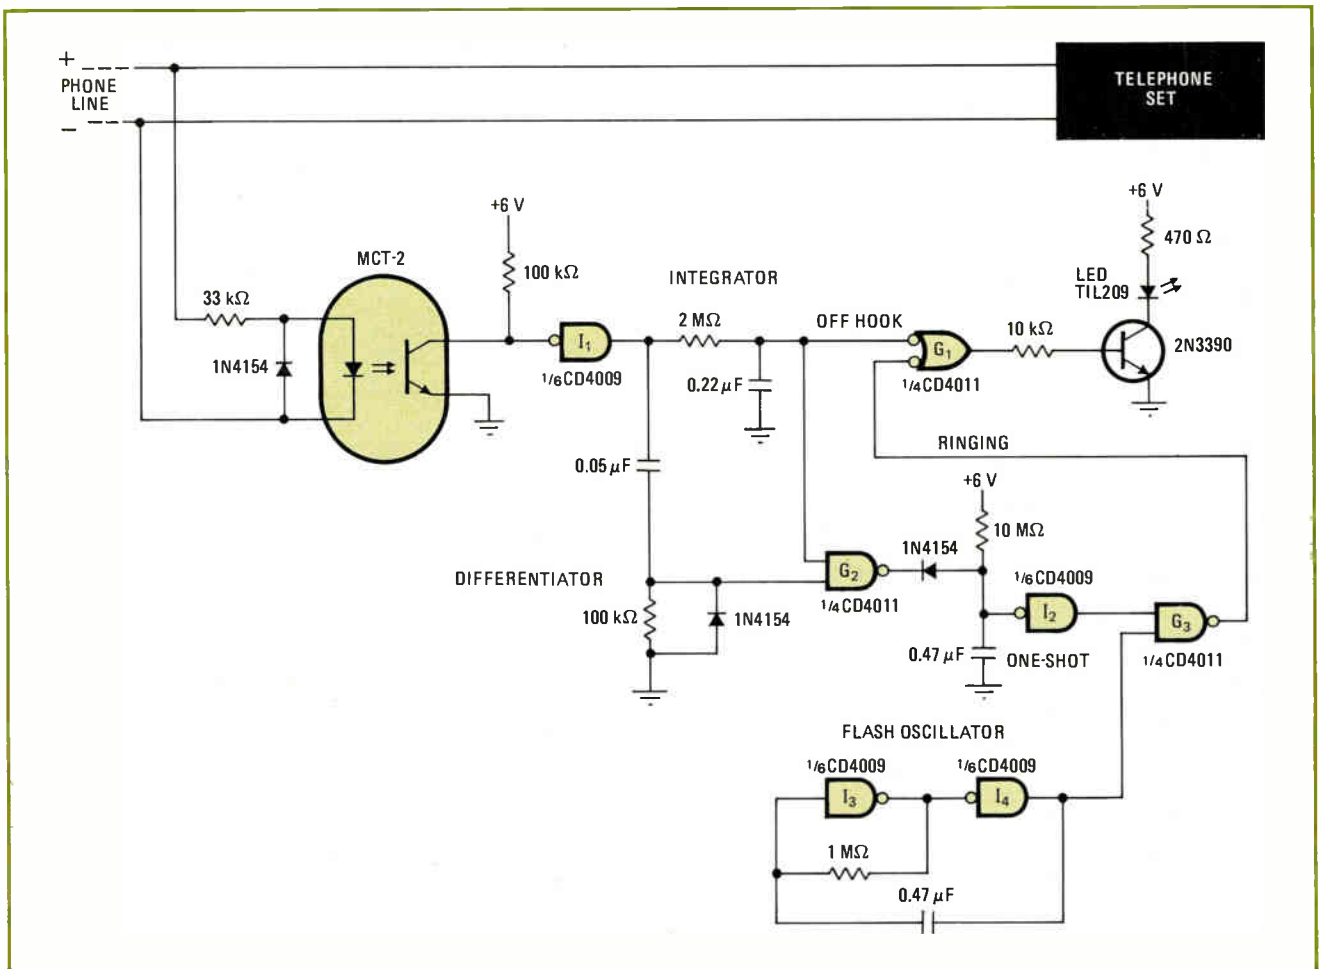 +
PHONE
LINE
−
TELEPHONE
SET
+6 V
+6 V
470 Ω
MCT-2
100 kΩ
INTEGRATOR
LED
TIL209
33 kΩ
2 MΩ
OFF HOOK
10 kΩ
2N3390
1N4154
I₁
G₁
1/6CD4009
0.22 μF
1/4CD4011
RINGING
0.05 μF
+6 V
10 MΩ
1N4154
DIFFERENTIATOR
G₂
1/6CD4009
1/4CD4011
100 kΩ
1N4154
I₂
G₃
0.47 μF
ONE-SHOT
1/4CD4011
FLASH OSCILLATOR
1/6CD4009
1/6CD4009
I₃
I₄
1 MΩ
0.47 μF